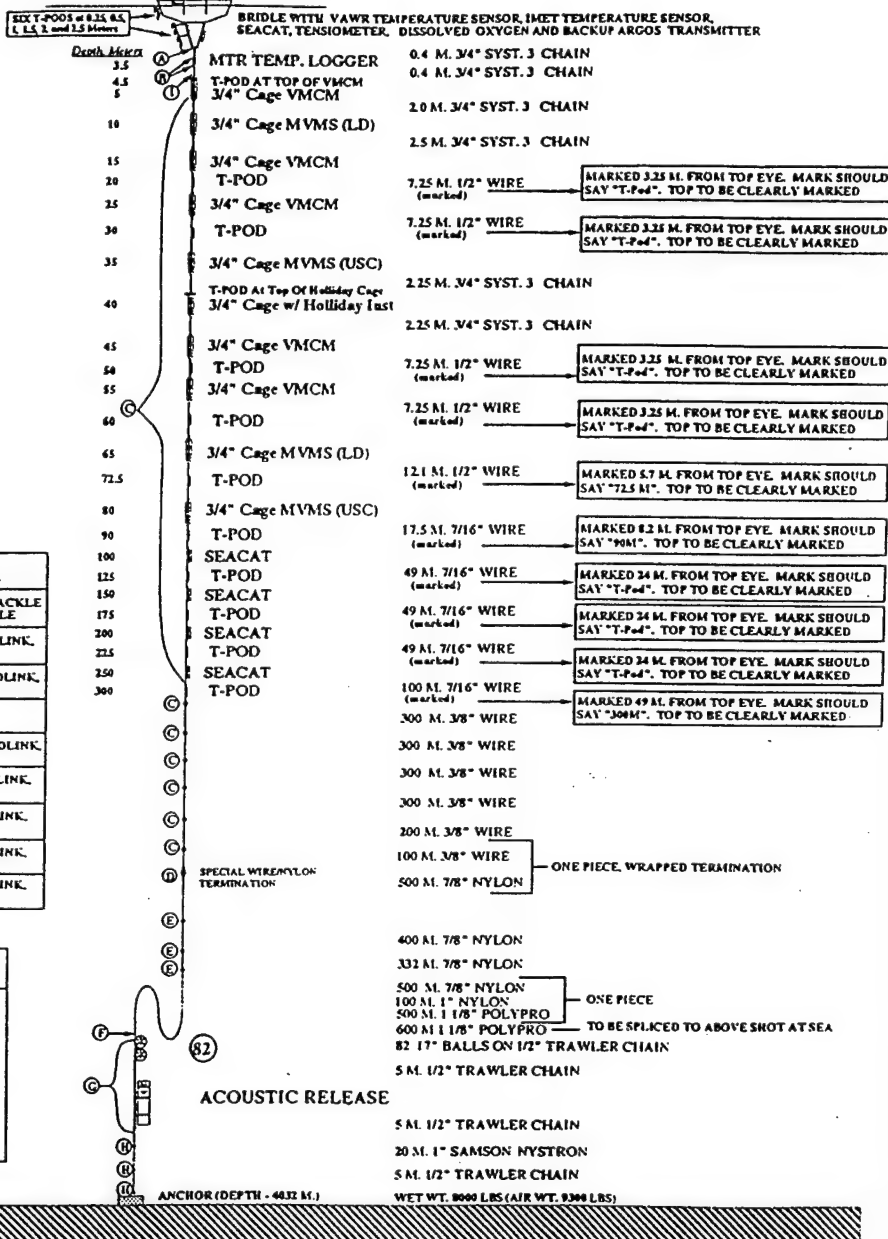 SIX T-PODS at 0.25, 0.5,
1, 1.5, 2 and 2.5 Meters
BRIDLE WITH VAWR TEMPERATURE SENSOR, IMET TEMPERATURE SENSOR,
SEACAT, TENSIOMETER, DISSOLVED OXYGEN AND BACKUP ARGOS TRANSMITTER
Depth Meters
A
0.4 M. 3/4" SYST. 3 CHAIN
3.5 MTR TEMP. LOGGER
B
0.4 M. 3/4" SYST. 3 CHAIN
4.5 T-POD AT TOP OF VMCM
I
5 3/4" Cage VMCM
2.0 M. 3/4" SYST. 3 CHAIN
10 3/4" Cage MVMS (LD)
2.5 M. 3/4" SYST. 3 CHAIN
15 3/4" Cage VMCM
20 T-POD 7.25 M. 1/2" WIRE
(marked)
MARKED 3.25 M. FROM TOP EYE. MARK SHOULD
SAY "T-Pod". TOP TO BE CLEARLY MARKED
25 3/4" Cage VMCM
30 T-POD 7.25 M. 1/2" WIRE
(marked)
MARKED 3.25 M. FROM TOP EYE. MARK SHOULD
SAY "T-Pod". TOP TO BE CLEARLY MARKED
35 3/4" Cage MVMS (USC)
2.25 M. 3/4" SYST. 3 CHAIN
T-POD At Top Of Holliday Cage
40 3/4" Cage w/ Holliday Inst
2.25 M. 3/4" SYST. 3 CHAIN
45 3/4" Cage VMCM
50 T-POD 7.25 M. 1/2" WIRE
(marked)
MARKED 3.25 M. FROM TOP EYE. MARK SHOULD
SAY "T-Pod". TOP TO BE CLEARLY MARKED
55 3/4" Cage VMCM
C
60 T-POD 7.25 M. 1/2" WIRE
(marked)
MARKED 3.25 M. FROM TOP EYE. MARK SHOULD
SAY "T-Pod". TOP TO BE CLEARLY MARKED
65 3/4" Cage MVMS (LD)
72.5 T-POD 12.1 M. 1/2" WIRE
(marked)
MARKED 5.7 M. FROM TOP EYE. MARK SHOULD
SAY "72.5 M". TOP TO BE CLEARLY MARKED
80 3/4" Cage MVMS (USC)
90 T-POD 17.5 M. 7/16" WIRE
(marked)
MARKED 8.2 M. FROM TOP EYE. MARK SHOULD
SAY "90M". TOP TO BE CLEARLY MARKED
100 SEACAT
125 T-POD 49 M. 7/16" WIRE
(marked)
MARKED 24 M. FROM TOP EYE. MARK SHOULD
SAY "T-Pod". TOP TO BE CLEARLY MARKED
150 SEACAT
175 T-POD 49 M. 7/16" WIRE
(marked)
MARKED 24 M. FROM TOP EYE. MARK SHOULD
SAY "T-Pod". TOP TO BE CLEARLY MARKED
200 SEACAT
225 T-POD 49 M. 7/16" WIRE
(marked)
MARKED 24 M. FROM TOP EYE. MARK SHOULD
SAY "T-Pod". TOP TO BE CLEARLY MARKED
250 SEACAT
300 T-POD 100 M. 7/16" WIRE
(marked)
MARKED 49 M. FROM TOP EYE. MARK SHOULD
SAY "300M". TOP TO BE CLEARLY MARKED
C
300 M. 3/8" WIRE
C
300 M. 3/8" WIRE
C
300 M. 3/8" WIRE
C
300 M. 3/8" WIRE
C
200 M. 3/8" WIRE
C
100 M. 3/8" WIRE
ONE PIECE, WRAPPED TERMINATION
D
SPECIAL WIRE/NYLON
TERMINATION
500 M. 7/8" NYLON
E
400 M. 7/8" NYLON
E
332 M. 7/8" NYLON
E
500 M. 7/8" NYLON
100 M. 1" NYLON
ONE PIECE
500 M. 1 1/8" POLYPRO
F
600 M 1 1/8" POLYPRO TO BE SPLICED TO ABOVE SHOT AT SEA
82
82 17" BALLS ON 1/2" TRAWLER CHAIN
5 M. 1/2" TRAWLER CHAIN
G
ACOUSTIC RELEASE
5 M. 1/2" TRAWLER CHAIN
H
20 M. 1" SAMSON NYSTRON
H
5 M. 1/2" TRAWLER CHAIN
ANCHOR (DEPTH - 4032 M.) WET WT. 8000 LBS (AIR WT. 9300 LBS)
ACKLE
LE
LINK,
OLINK,
OLINK,
LINK,
INK,
INK,
INK,